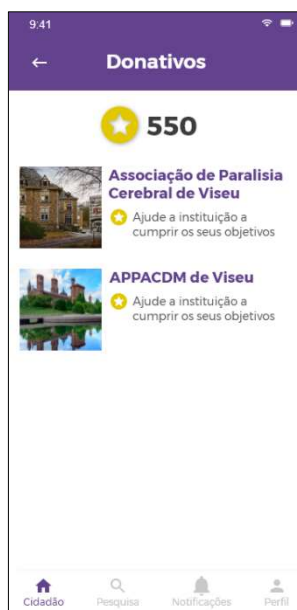 9:41
Donativos
550
Associação de Paralisia
Cerebral de Viseu
Ajude a instituição a
cumprir os seus objetivos
APPACDM de Viseu
Ajude a instituição a
cumprir os seus objetivos
Cidadão Pesquisa Notificações Perfil